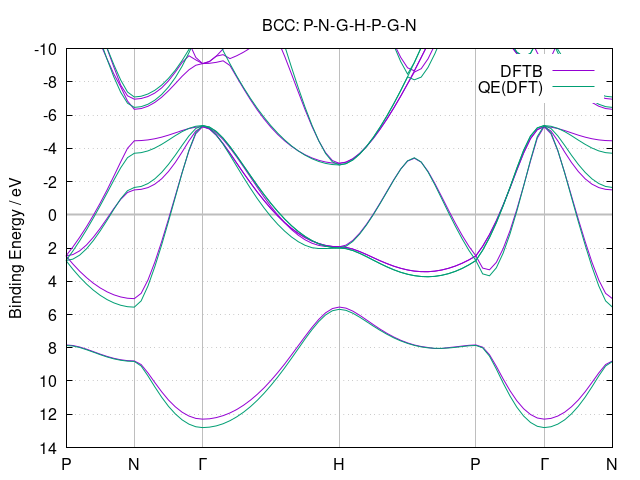 BCC: P-N-G-H-P-G-N
-10
-8
-6
-4
-2
0
2
4
6
8
10
12
14
Binding Energy / eV
DFTB
QE(DFT)
P N Γ H P Γ N